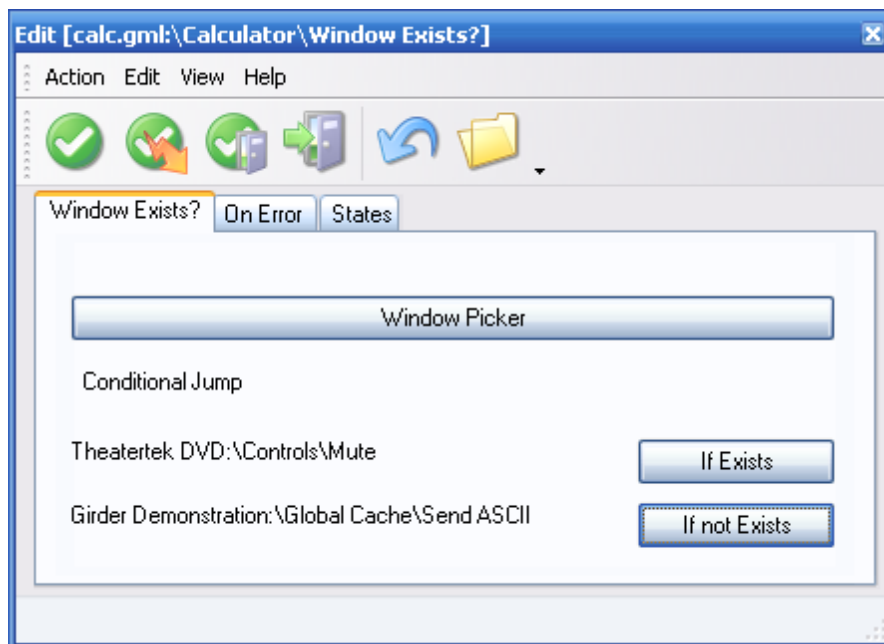 Edit [calc.gml:\Calculator\Window Exists?]
Action Edit View Help
Window Exists? On Error States
Window Picker
Conditional Jump
Theatertek DVD:\Controls\Mute If Exists
Girder Demonstration:\Global Cache\Send ASCII If not Exists